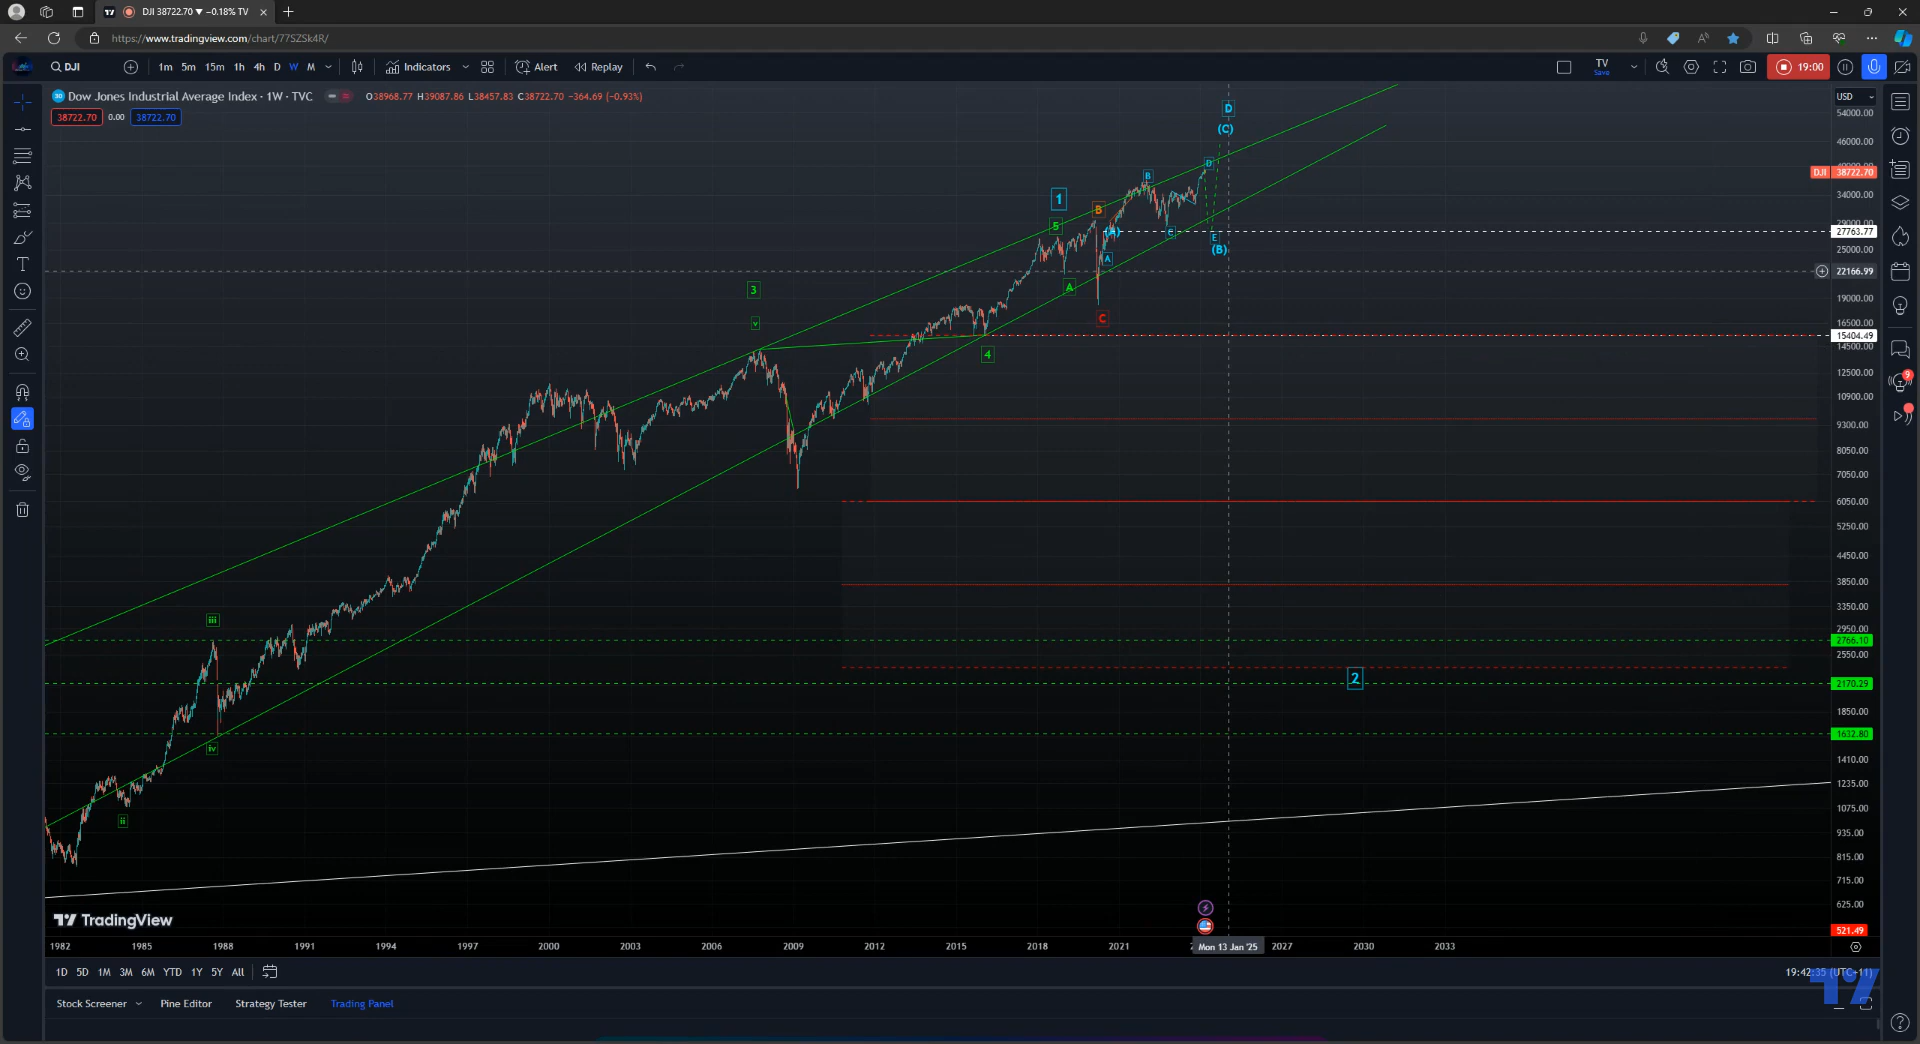 DJI 38722.70 ▼ −0.18% TV
https://www.tradingview.com/chart/77SZSk4R/
DJI 1m 5m 15m 1h 4h D W M Indicators Alert Replay TV Save 19:00
Dow Jones Industrial Average Index · 1W · TVC O38968.77 H39087.86 L38457.83 C38722.70 −364.69 (−0.93%)
38722.70 0.00 38722.70
USD
D
(C)
54000.00
46000.00
D
B
DJI 38722.70
1
B
34000.00
5
(A)
C
27763.77
E
(B)
25000.00
A
22166.99
3
A
19000.00
C
v
16500.00
15404.49
4
14500.00
12500.00
10900.00
9300.00
8050.00
7050.00
6050.00
5250.00
4450.00
3850.00
3350.00
iii
2950.00
2766.10
2550.00
2
2170.29
1850.00
1632.80
iv
1410.00
1235.00
1075.00
ii
935.00
815.00
715.00
625.00
TradingView
521.49
1982 1985 1988 1991 1994 1997 2000 2003 2006 2009 2012 2015 2018 2021 Mon 13 Jan '25 2027 2030 2033
1D 5D 1M 3M 6M YTD 1Y 5Y All
19:42:35 (UTC+11)
Stock Screener Pine Editor Strategy Tester Trading Panel
9